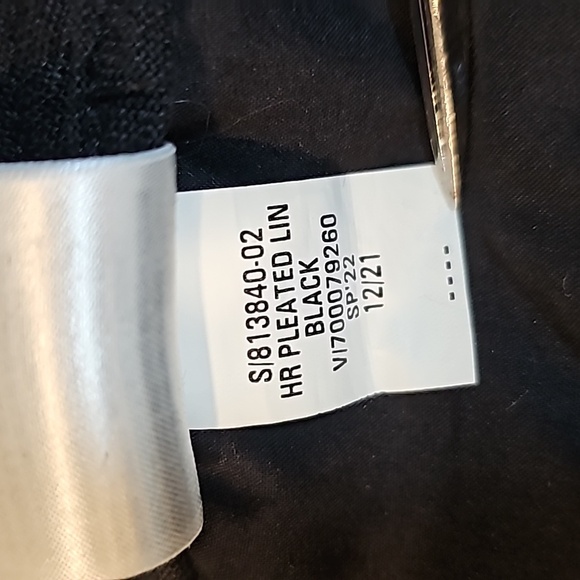 S/813840-02
HR PLEATED LIN
BLACK
V/700079260
SP'22
12/21